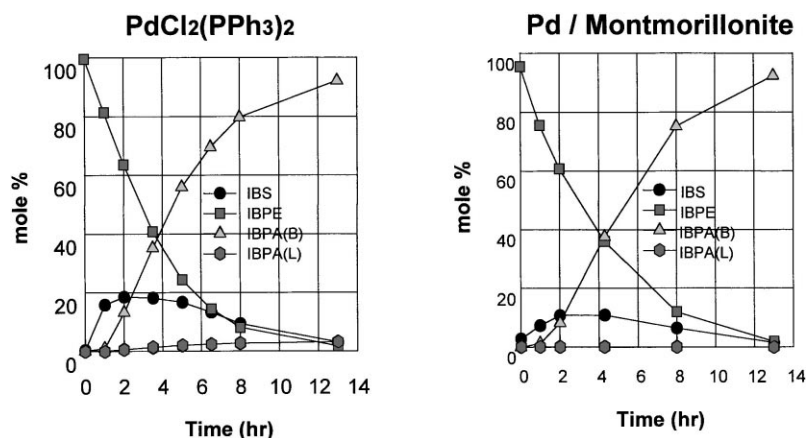 PdCl2(PPh3)2
100
80
60
40
20
0
mole %
IBS
IBPE
IBPA(B)
IBPA(L)
0 2 4 6 8 10 12 14
Time (hr)
Pd / Montmorillonite
100
80
60
40
20
0
mole %
IBS
IBPE
IBPA(B)
IBPA(L)
0 2 4 6 8 10 12 14
Time (hr)